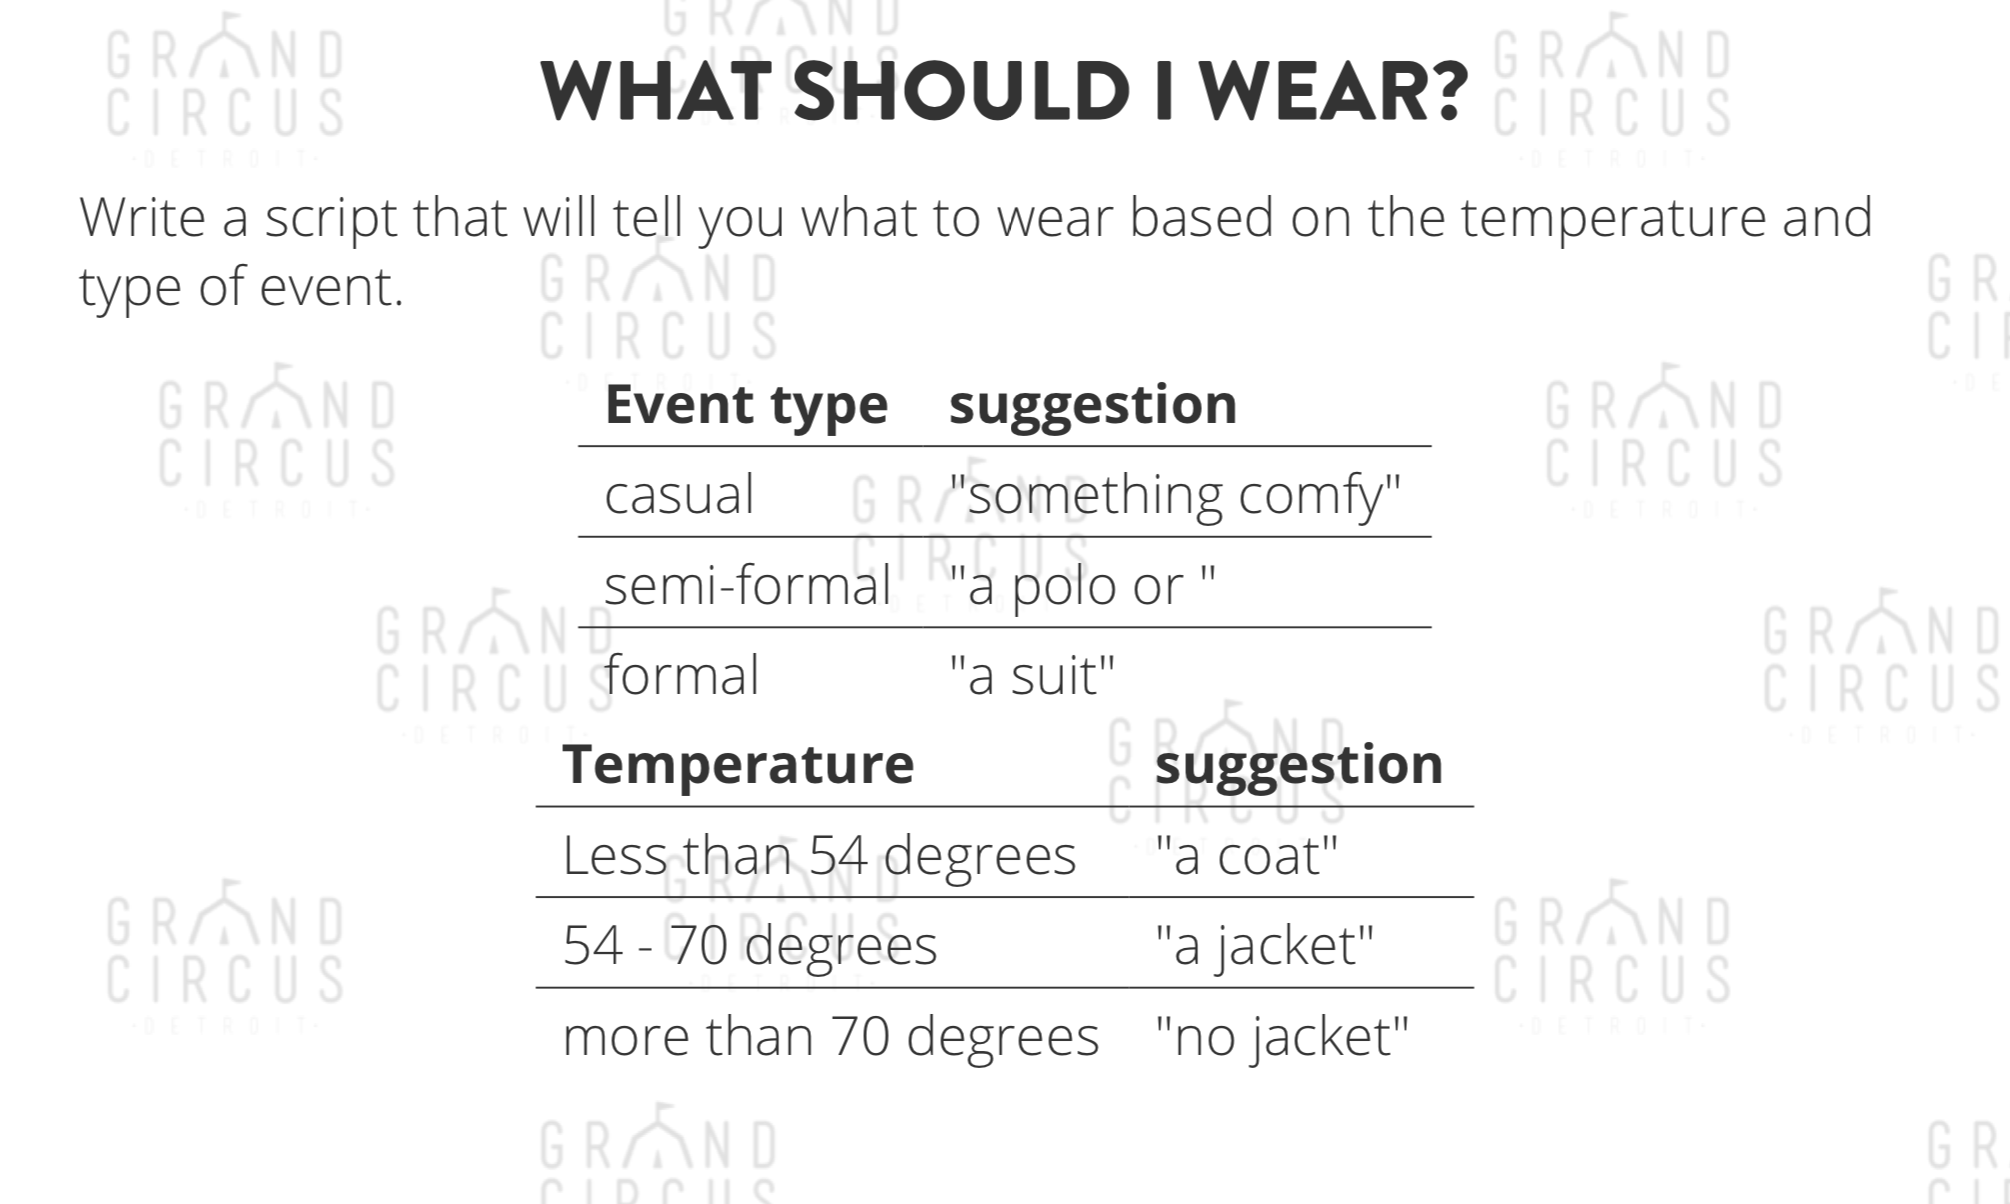 WHAT SHOULD I WEAR?
Write a script that will tell you what to wear based on the temperature and
type of event.
Event type suggestion
casual "something comfy"
semi-formal "a polo or "
formal "a suit"
Temperature suggestion
Less than 54 degrees "a coat"
54 - 70 degrees "a jacket"
more than 70 degrees "no jacket"
GRAND
CIRCUS
·DETROIT·